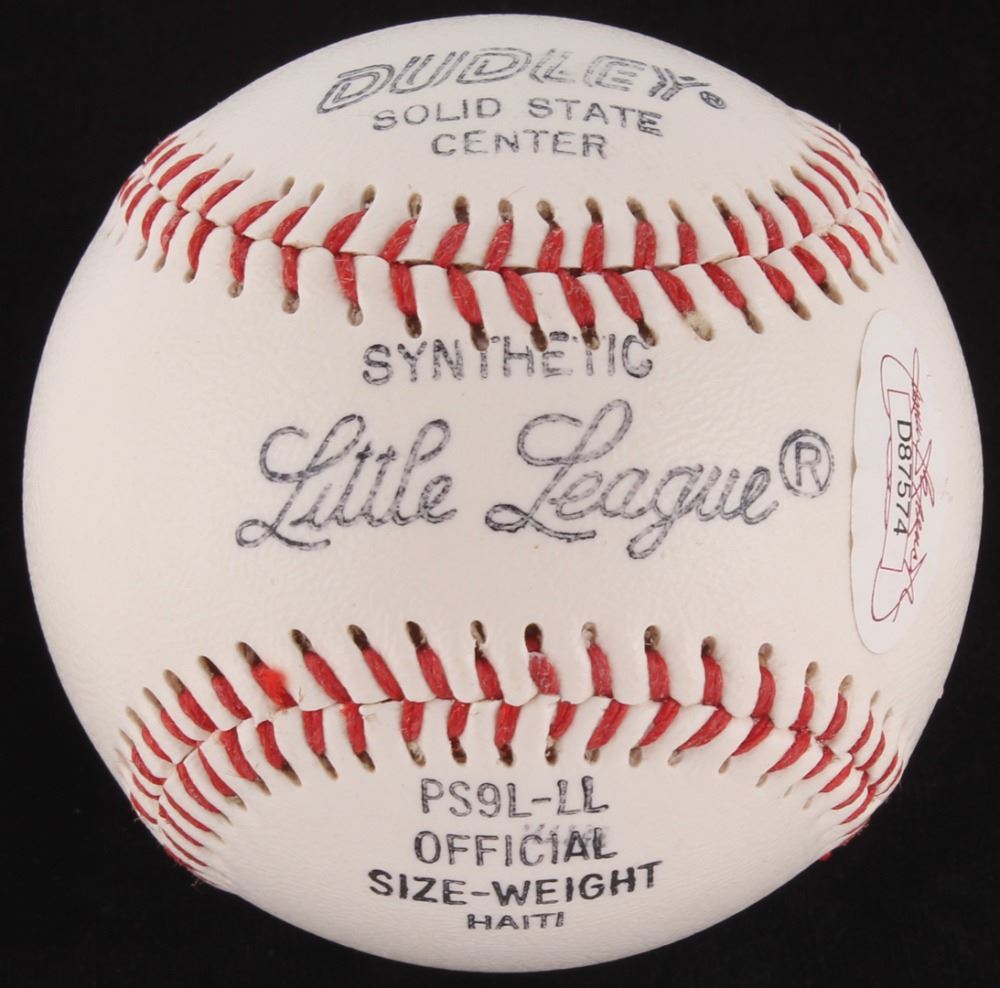 DUDLEY®
SOLID STATE
CENTER
SYNTHETIC
Little League®
D87574
PS9L-LL
OFFICIAL
SIZE-WEIGHT
HAITI